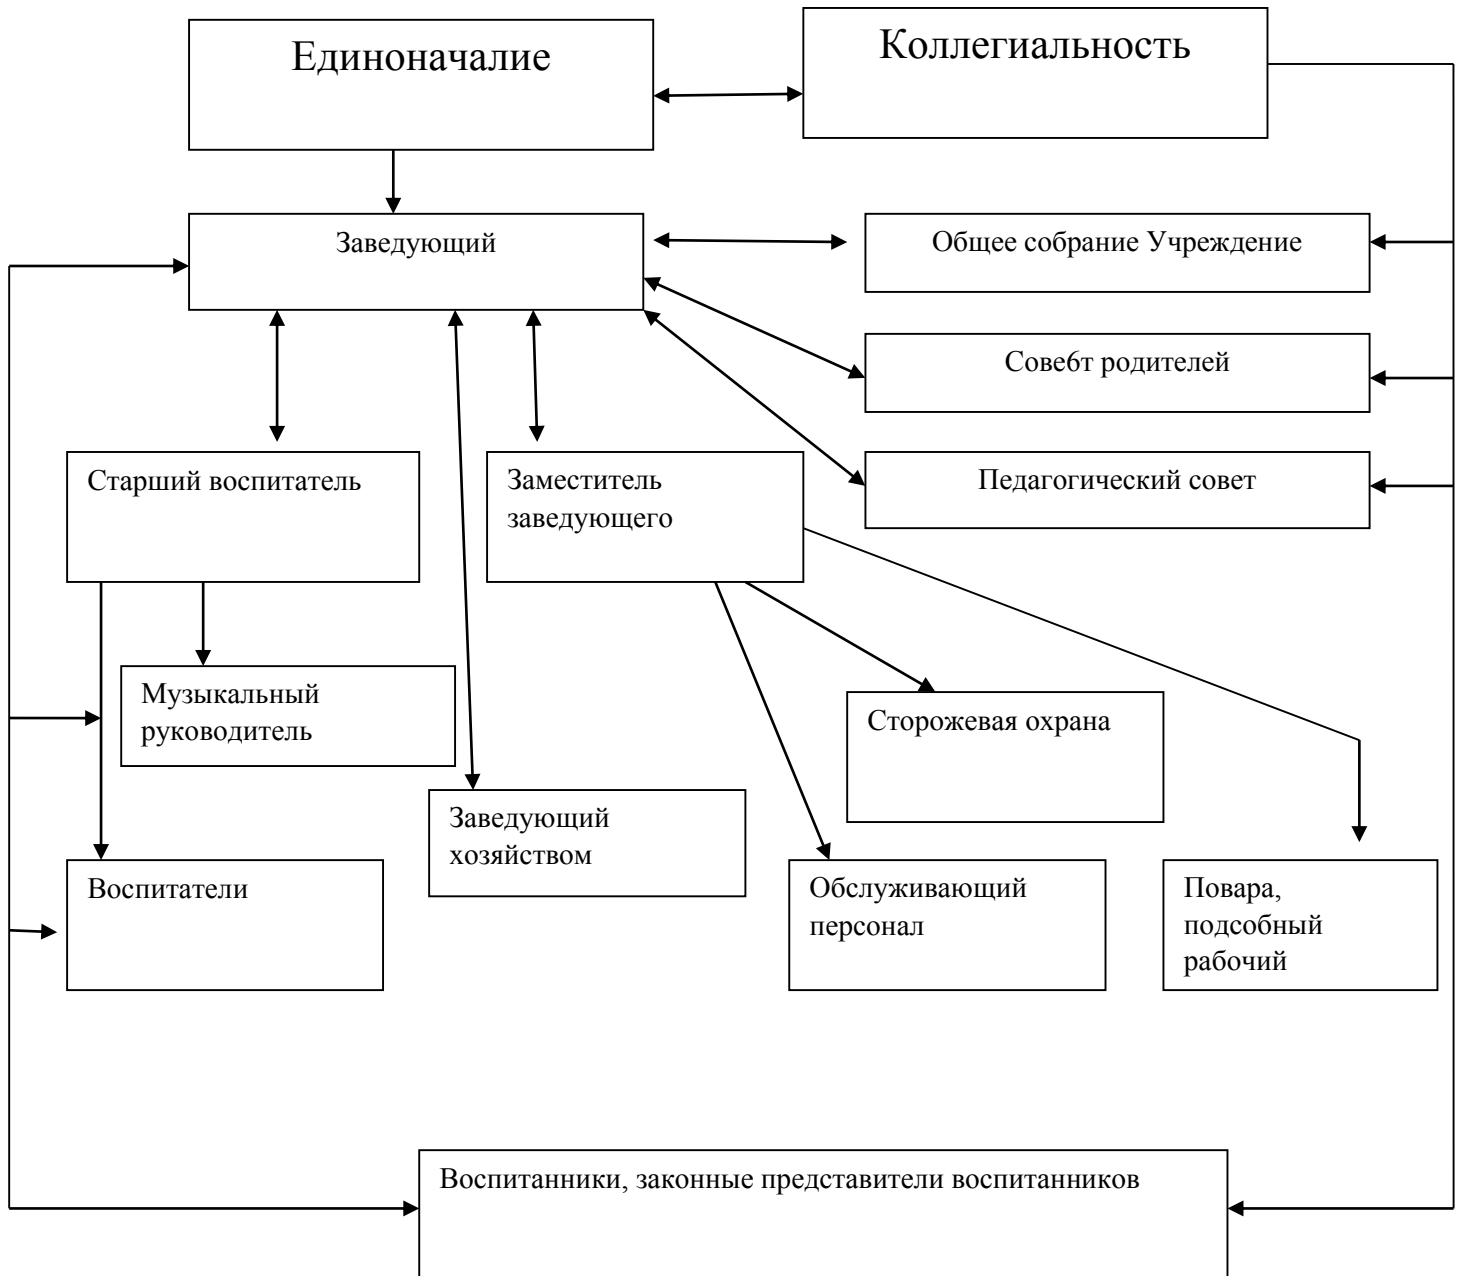 Единоначалие
Коллегиальность
Заведующий
Общее собрание Учреждение
Сове6т родителей
Старший воспитатель
Заместитель
заведующего
Педагогический совет
Музыкальный
руководитель
Сторожевая охрана
Заведующий
хозяйством
Воспитатели
Обслуживающий
персонал
Повара,
подсобный
рабочий
Воспитанники, законные представители воспитанников